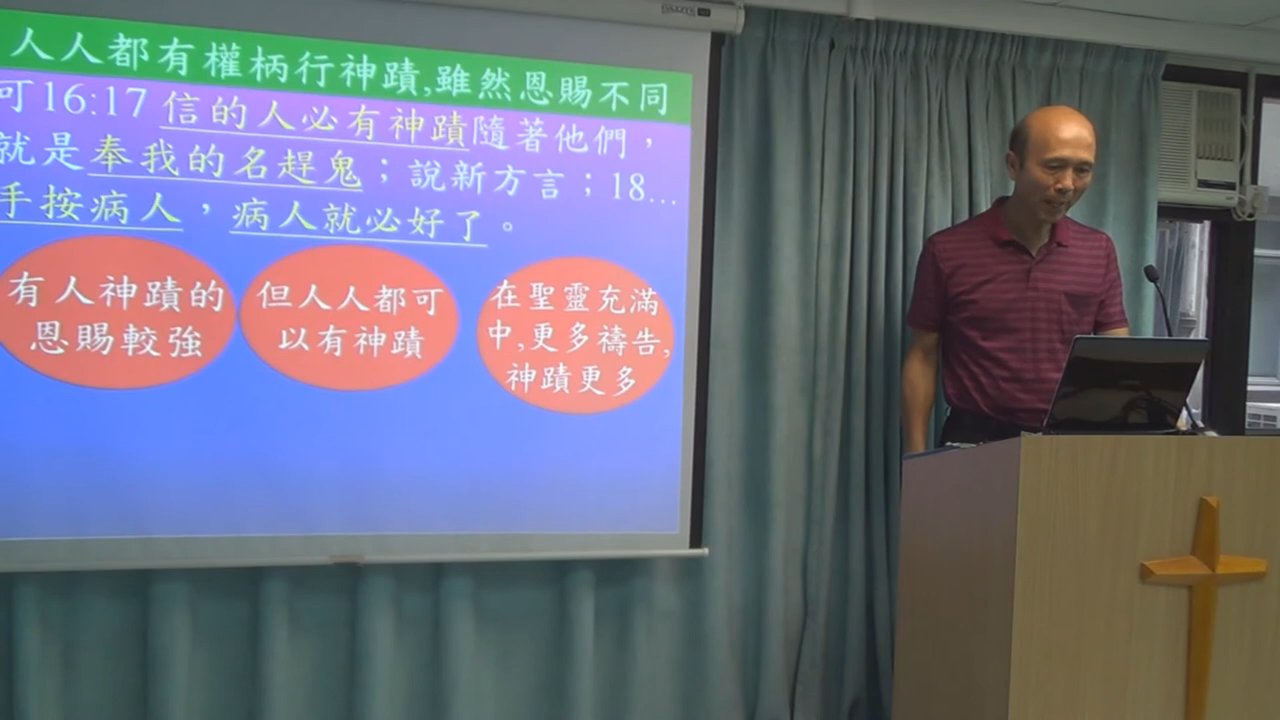 人人都有權柄行神蹟,雖然恩賜不同
可16:17 信的人必有神蹟隨著他們，
就是奉我的名趕鬼；說新方言；18...
手按病人，病人就必好了。
有人神蹟的
恩賜較強
但人人都可
以有神蹟
在聖靈充滿
中,更多禱告,
神蹟更多